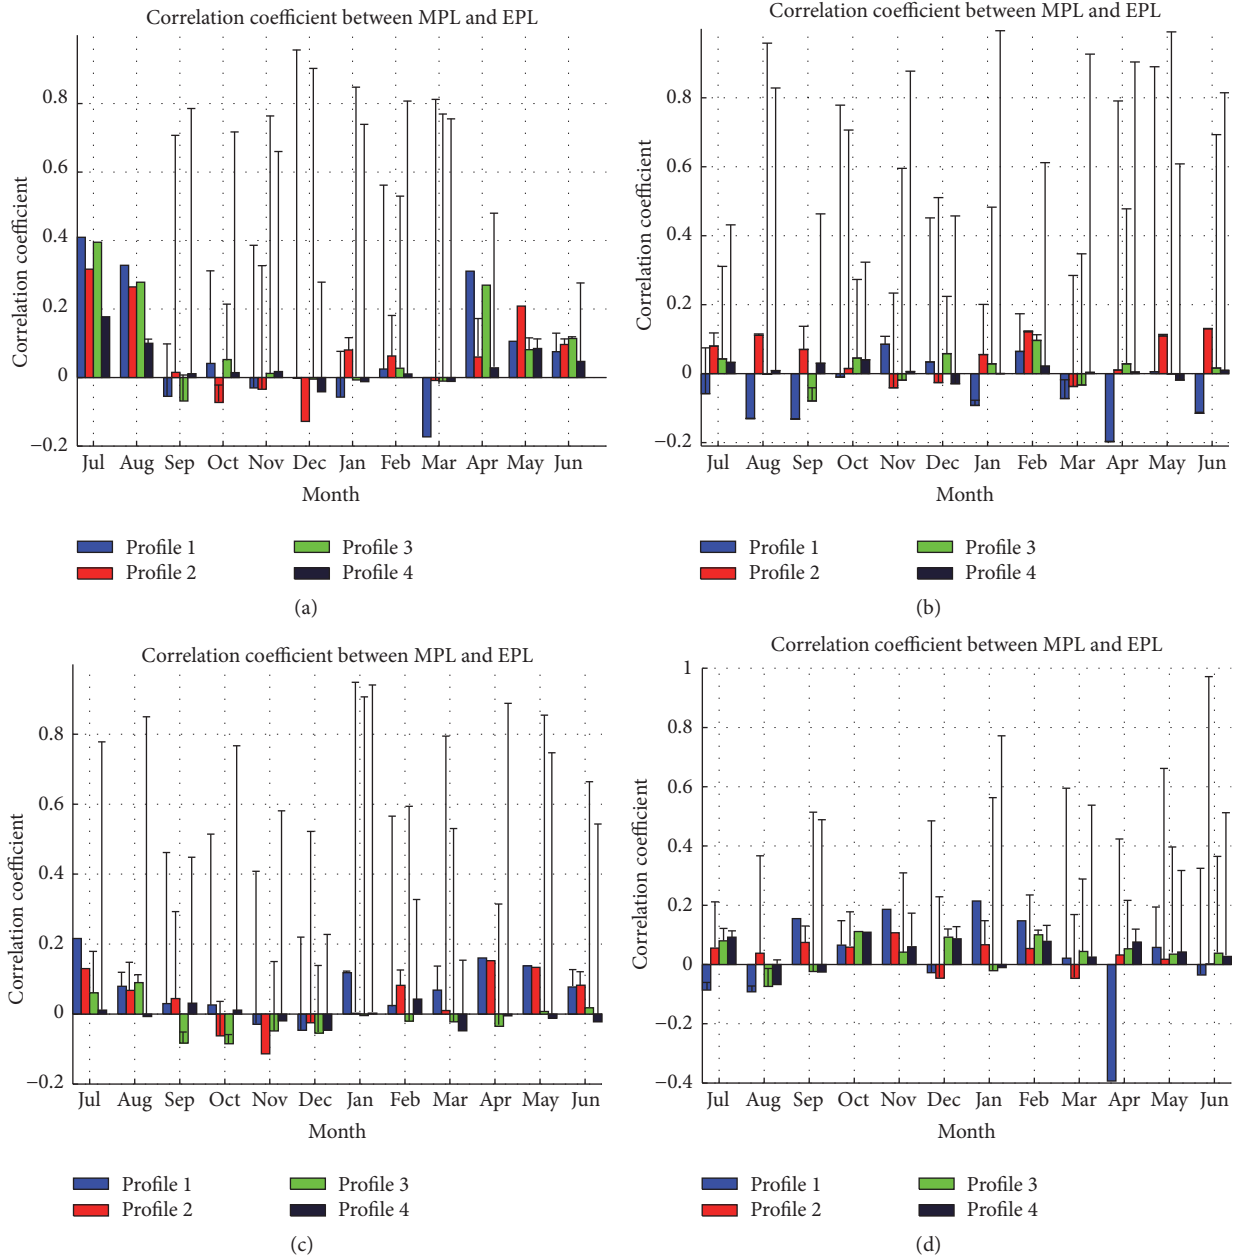 Correlation coefficient between MPL and EPL
Correlation coefficient
0.8
0.6
0.4
0.2
0
−0.2
Jul Aug Sep Oct Nov Dec Jan Feb Mar Apr May Jun
Month
Profile 1
Profile 2
Profile 3
Profile 4
(a)
Correlation coefficient between MPL and EPL
Correlation coefficient
0.8
0.6
0.4
0.2
0
−0.2
Jul Aug Sep Oct Nov Dec Jan Feb Mar Apr May Jun
Month
Profile 1
Profile 2
Profile 3
Profile 4
(b)
Correlation coefficient between MPL and EPL
Correlation coefficient
0.8
0.6
0.4
0.2
0
−0.2
Jul Aug Sep Oct Nov Dec Jan Feb Mar Apr May Jun
Month
Profile 1
Profile 2
Profile 3
Profile 4
(c)
Correlation coefficient between MPL and EPL
Correlation coefficient
1
0.8
0.6
0.4
0.2
0
−0.2
−0.4
Jul Aug Sep Oct Nov Dec Jan Feb Mar Apr May Jun
Month
Profile 1
Profile 2
Profile 3
Profile 4
(d)